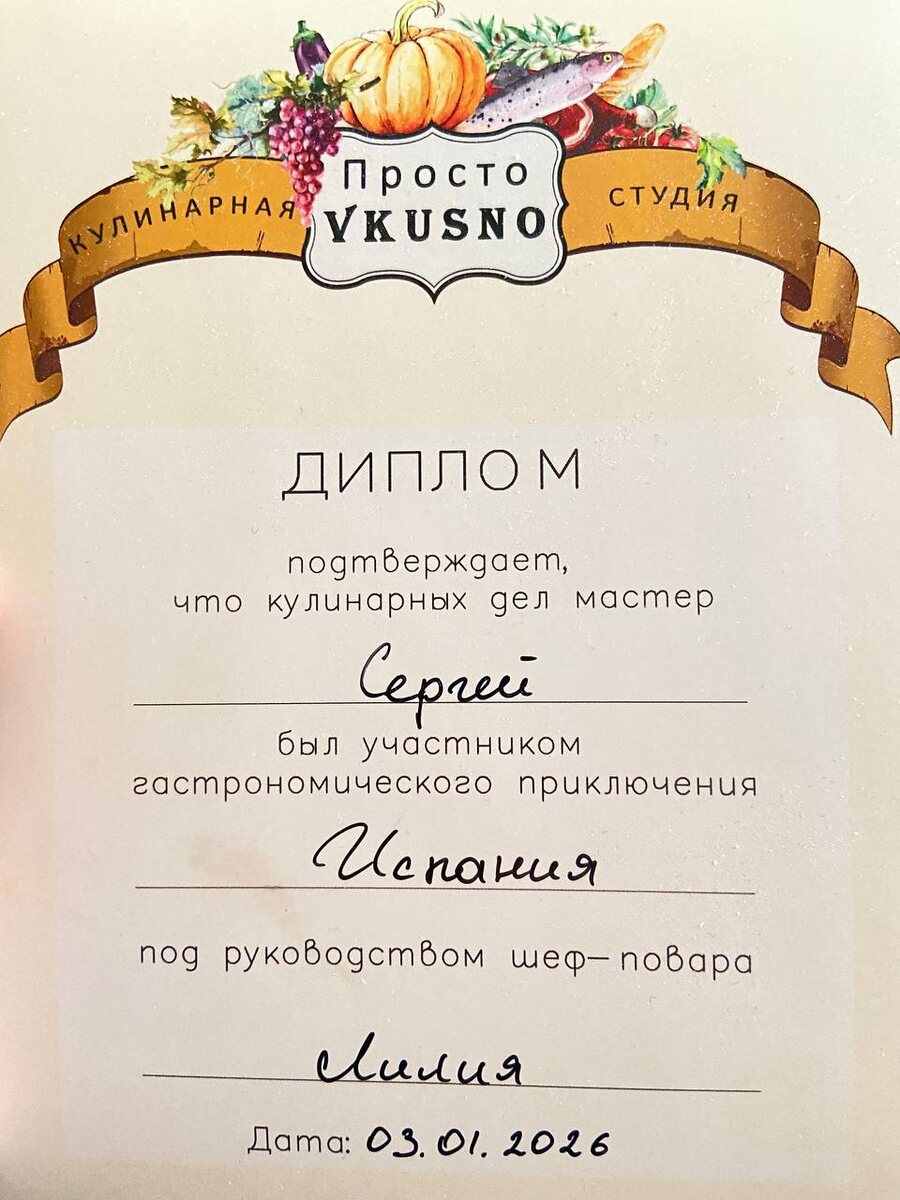 Просто
КУЛИНАРНАЯ VKUSNO СТУДИЯ
ДИПЛОМ
подтверждает,
что кулинарных дел мастер
Сергей
был участником
гастрономического приключения
Испания
под руководством шеф-повара
Лилия
Дата: 03.01.2026